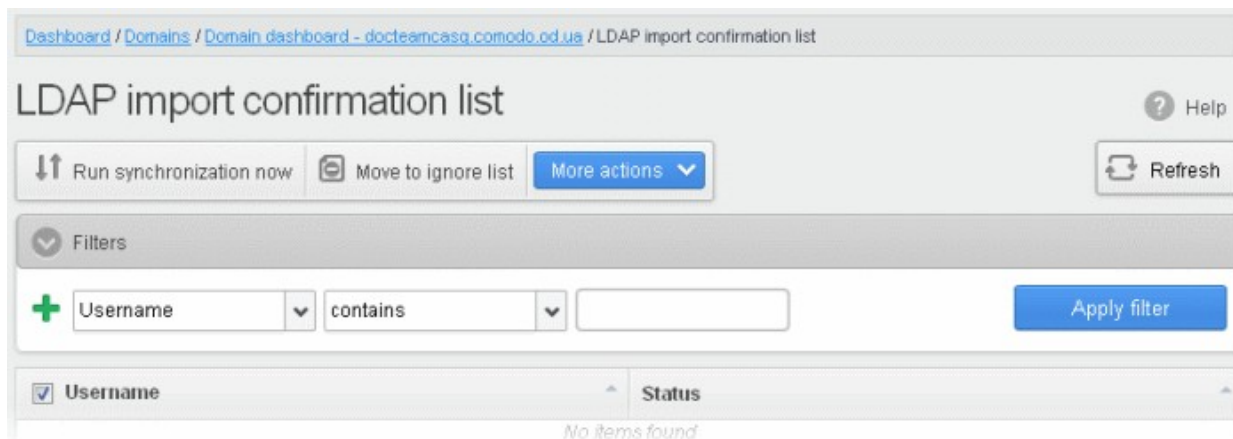 Dashboard / Domains / Domain dashboard - docteamcasg.comodo.od.ua / LDAP import confirmation list
LDAP import confirmation list
Help
Run synchronization now Move to ignore list More actions Refresh
Filters
Username contains Apply filter
Username Status
No items found